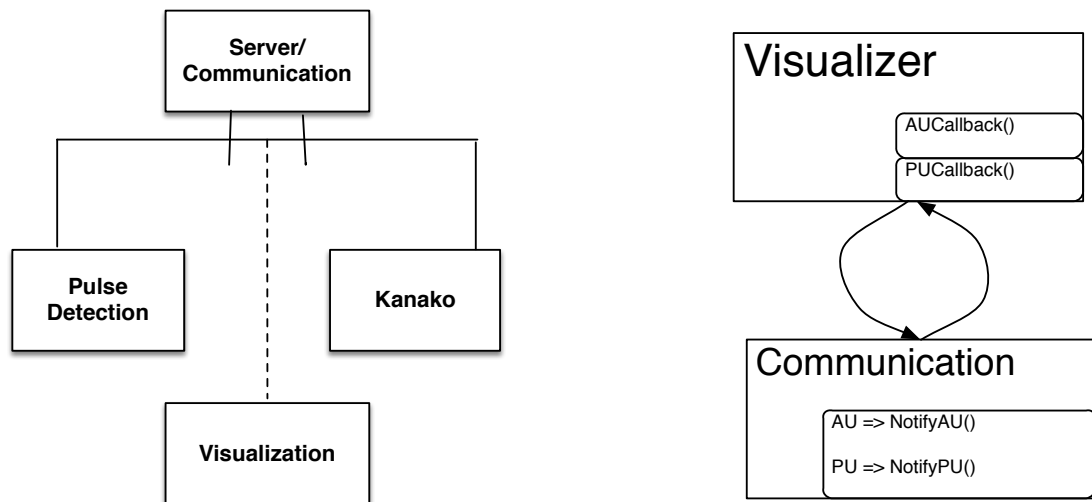 Server/
Communication
Pulse
Detection
Kanako
Visualization
Visualizer
AUCallback()
PUCallback()
Communication
AU => NotifyAU()
PU => NotifyPU()